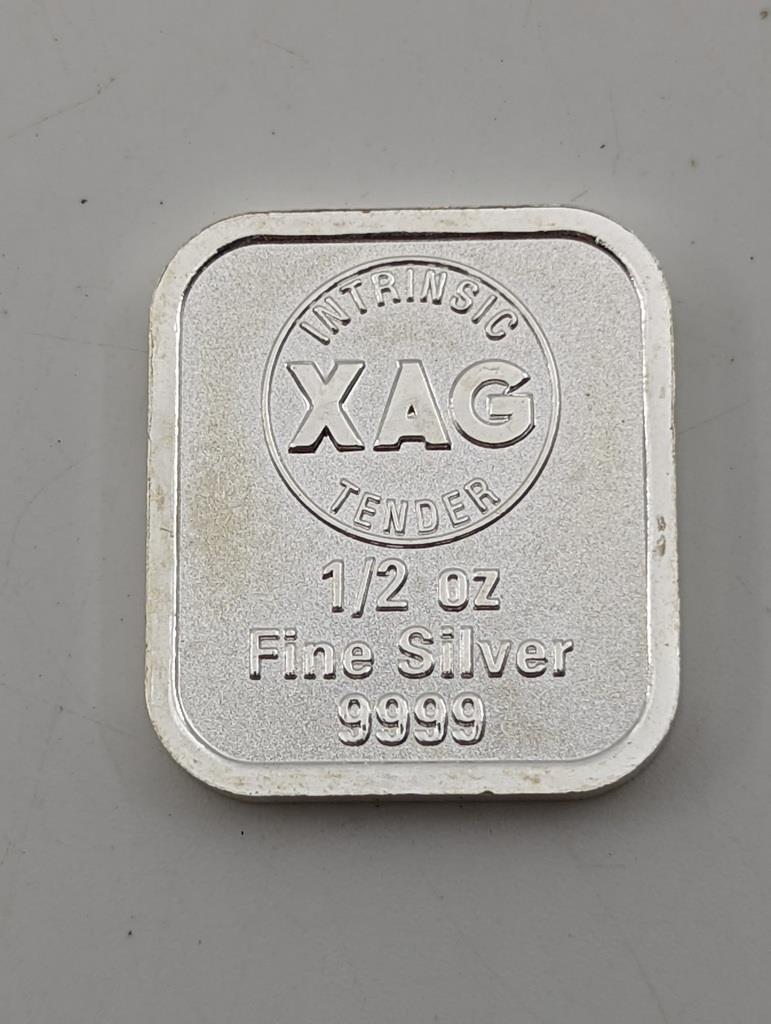 INTRINSIC
XAG
TENDER
1/2 oz
Fine Silver
9999